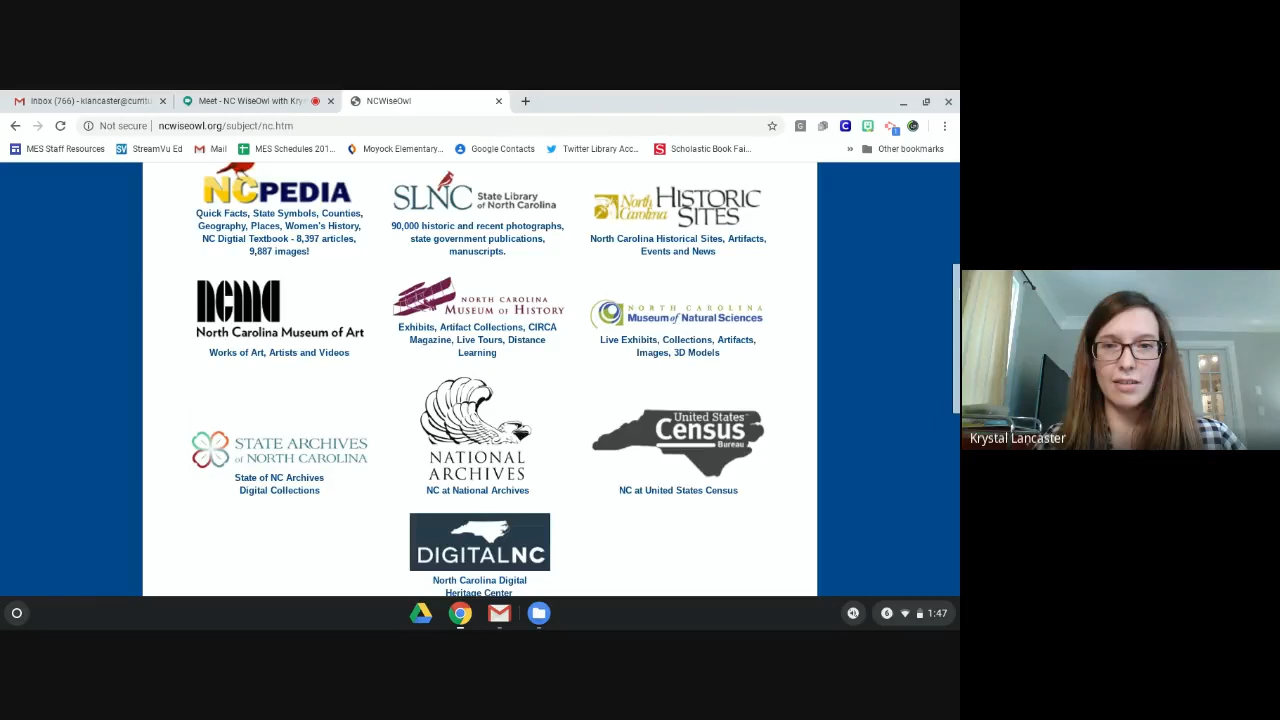 Inbox (766) - klancaster@curritu
Meet - NC WiseOwl with Krys
NCWiseOwl
Not secure
ncwiseowl.org/subject/nc.htm
MES Staff Resources
StreamVu Ed
Mail
MES Schedules 201...
Moyock Elementary...
Google Contacts
Twitter Library Acc...
Scholastic Book Fai...
Other bookmarks
NCPEDIA
Quick Facts, State Symbols, Counties,
Geography, Places, Women's History,
NC Digtial Textbook - 8,397 articles,
9,887 images!
SLNC State Library
of North Carolina
90,000 historic and recent photographs,
state government publications,
manuscripts.
North Carolina HISTORIC
SITES
North Carolina Historical Sites, Artifacts,
Events and News
ncma
North Carolina Museum of Art
Works of Art, Artists and Videos
NORTH CAROLINA
MUSEUM OF HISTORY
Exhibits, Artifact Collections, CIRCA
Magazine, Live Tours, Distance
Learning
NORTH CAROLINA
Museum of Natural Sciences
Live Exhibits, Collections, Artifacts,
Images, 3D Models
STATE ARCHIVES
of NORTH CAROLINA
State of NC Archives
Digital Collections
NATIONAL
ARCHIVES
NC at National Archives
United States
Census
Bureau
NC at United States Census
DIGITALNC
North Carolina Digital
Heritage Center
6
1:47
Krystal Lancaster